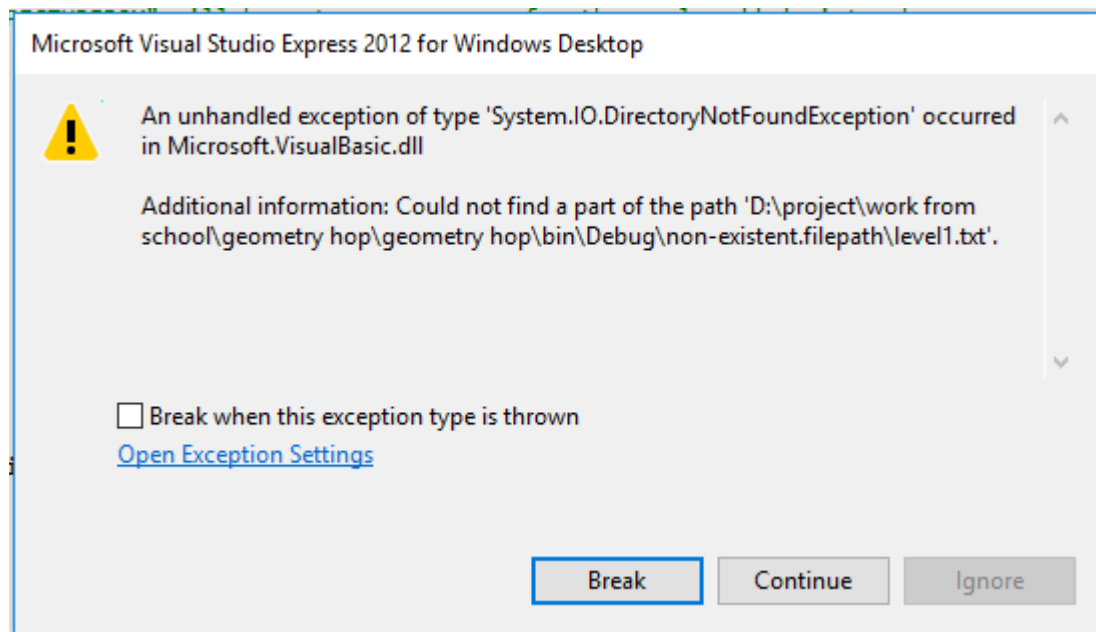 Microsoft Visual Studio Express 2012 for Windows Desktop
An unhandled exception of type 'System.IO.DirectoryNotFoundException' occurred
in Microsoft.VisualBasic.dll
Additional information: Could not find a part of the path 'D:\project\work from
school\geometry hop\geometry hop\bin\Debug\non-existent.filepath\level1.txt'.
Break when this exception type is thrown
Open Exception Settings
Break Continue Ignore